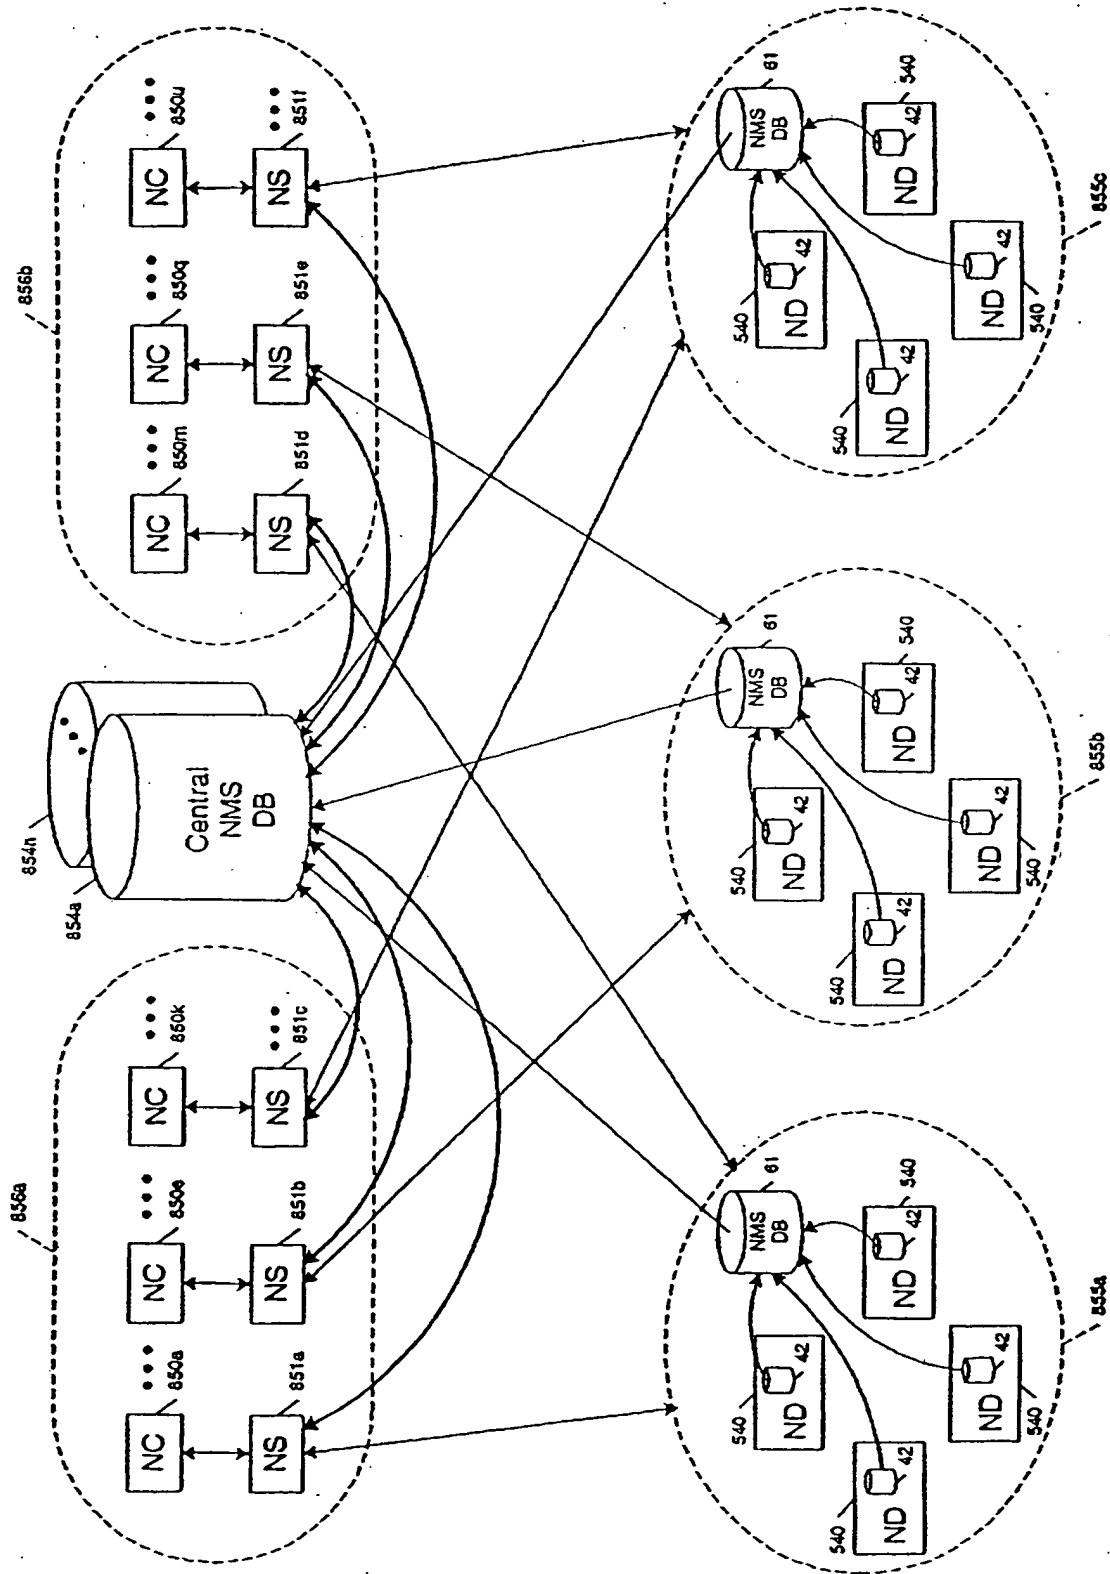 856a
850a
NC
850e
NC
860k
NC
851a
NS
851b
NS
851c
NS
854n
854a
Central
NMS
DB
856b
850m
NC
850q
NC
850u
NC
851d
NS
851e
NS
851f
NS
61
NMS
DB
540
42
ND
540
42
ND
540
42
ND
540
42
ND
855a
61
NMS
DB
540
42
ND
540
42
ND
540
42
ND
540
42
ND
855b
61
NMS
DB
540
42
ND
540
42
ND
540
42
ND
540
42
ND
855c